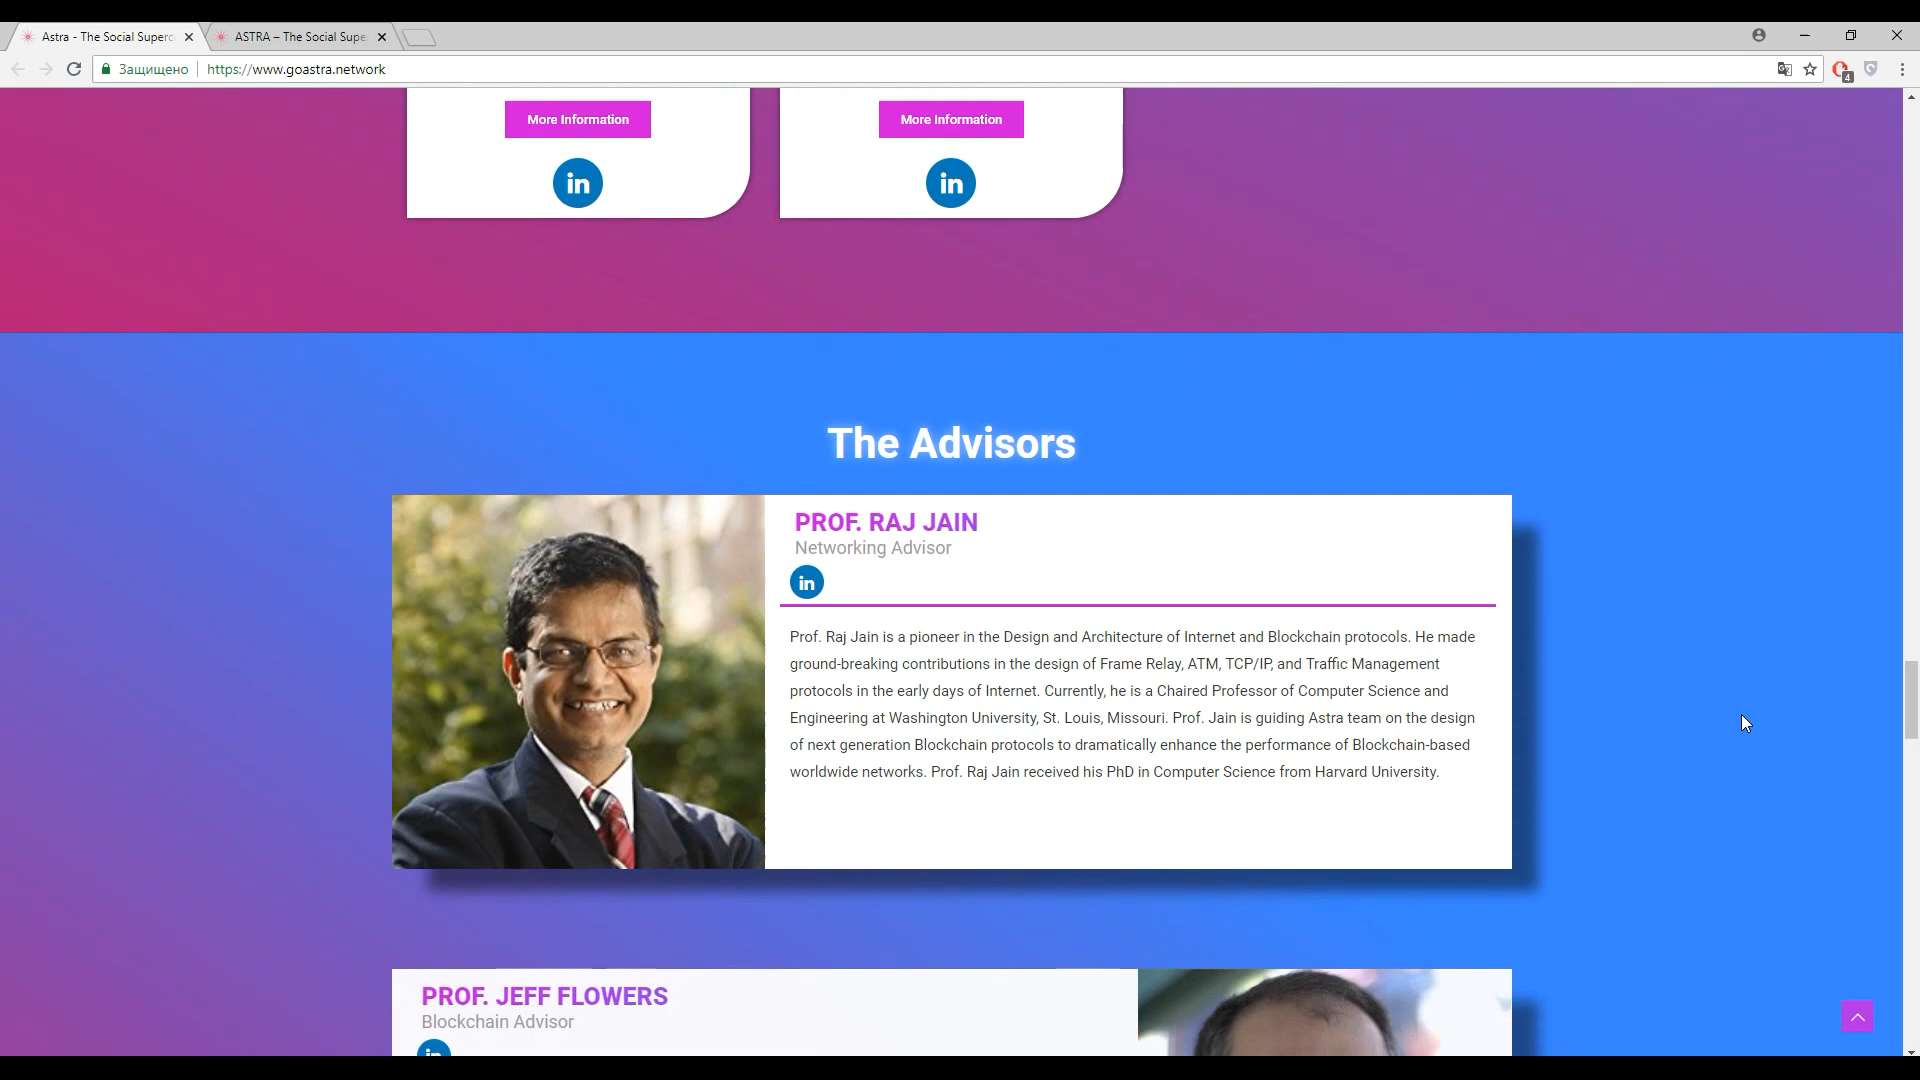 Astra - The Social Superc
ASTRA – The Social Supe
Защищено
https://www.goastra.network
4
More Information
More Information
in
in
The Advisors
PROF. RAJ JAIN
Networking Advisor
in
Prof. Raj Jain is a pioneer in the Design and Architecture of Internet and Blockchain protocols. He made
ground-breaking contributions in the design of Frame Relay, ATM, TCP/IP, and Traffic Management
protocols in the early days of Internet. Currently, he is a Chaired Professor of Computer Science and
Engineering at Washington University, St. Louis, Missouri. Prof. Jain is guiding Astra team on the design
of next generation Blockchain protocols to dramatically enhance the performance of Blockchain-based
worldwide networks. Prof. Raj Jain received his PhD in Computer Science from Harvard University.
PROF. JEFF FLOWERS
Blockchain Advisor
in